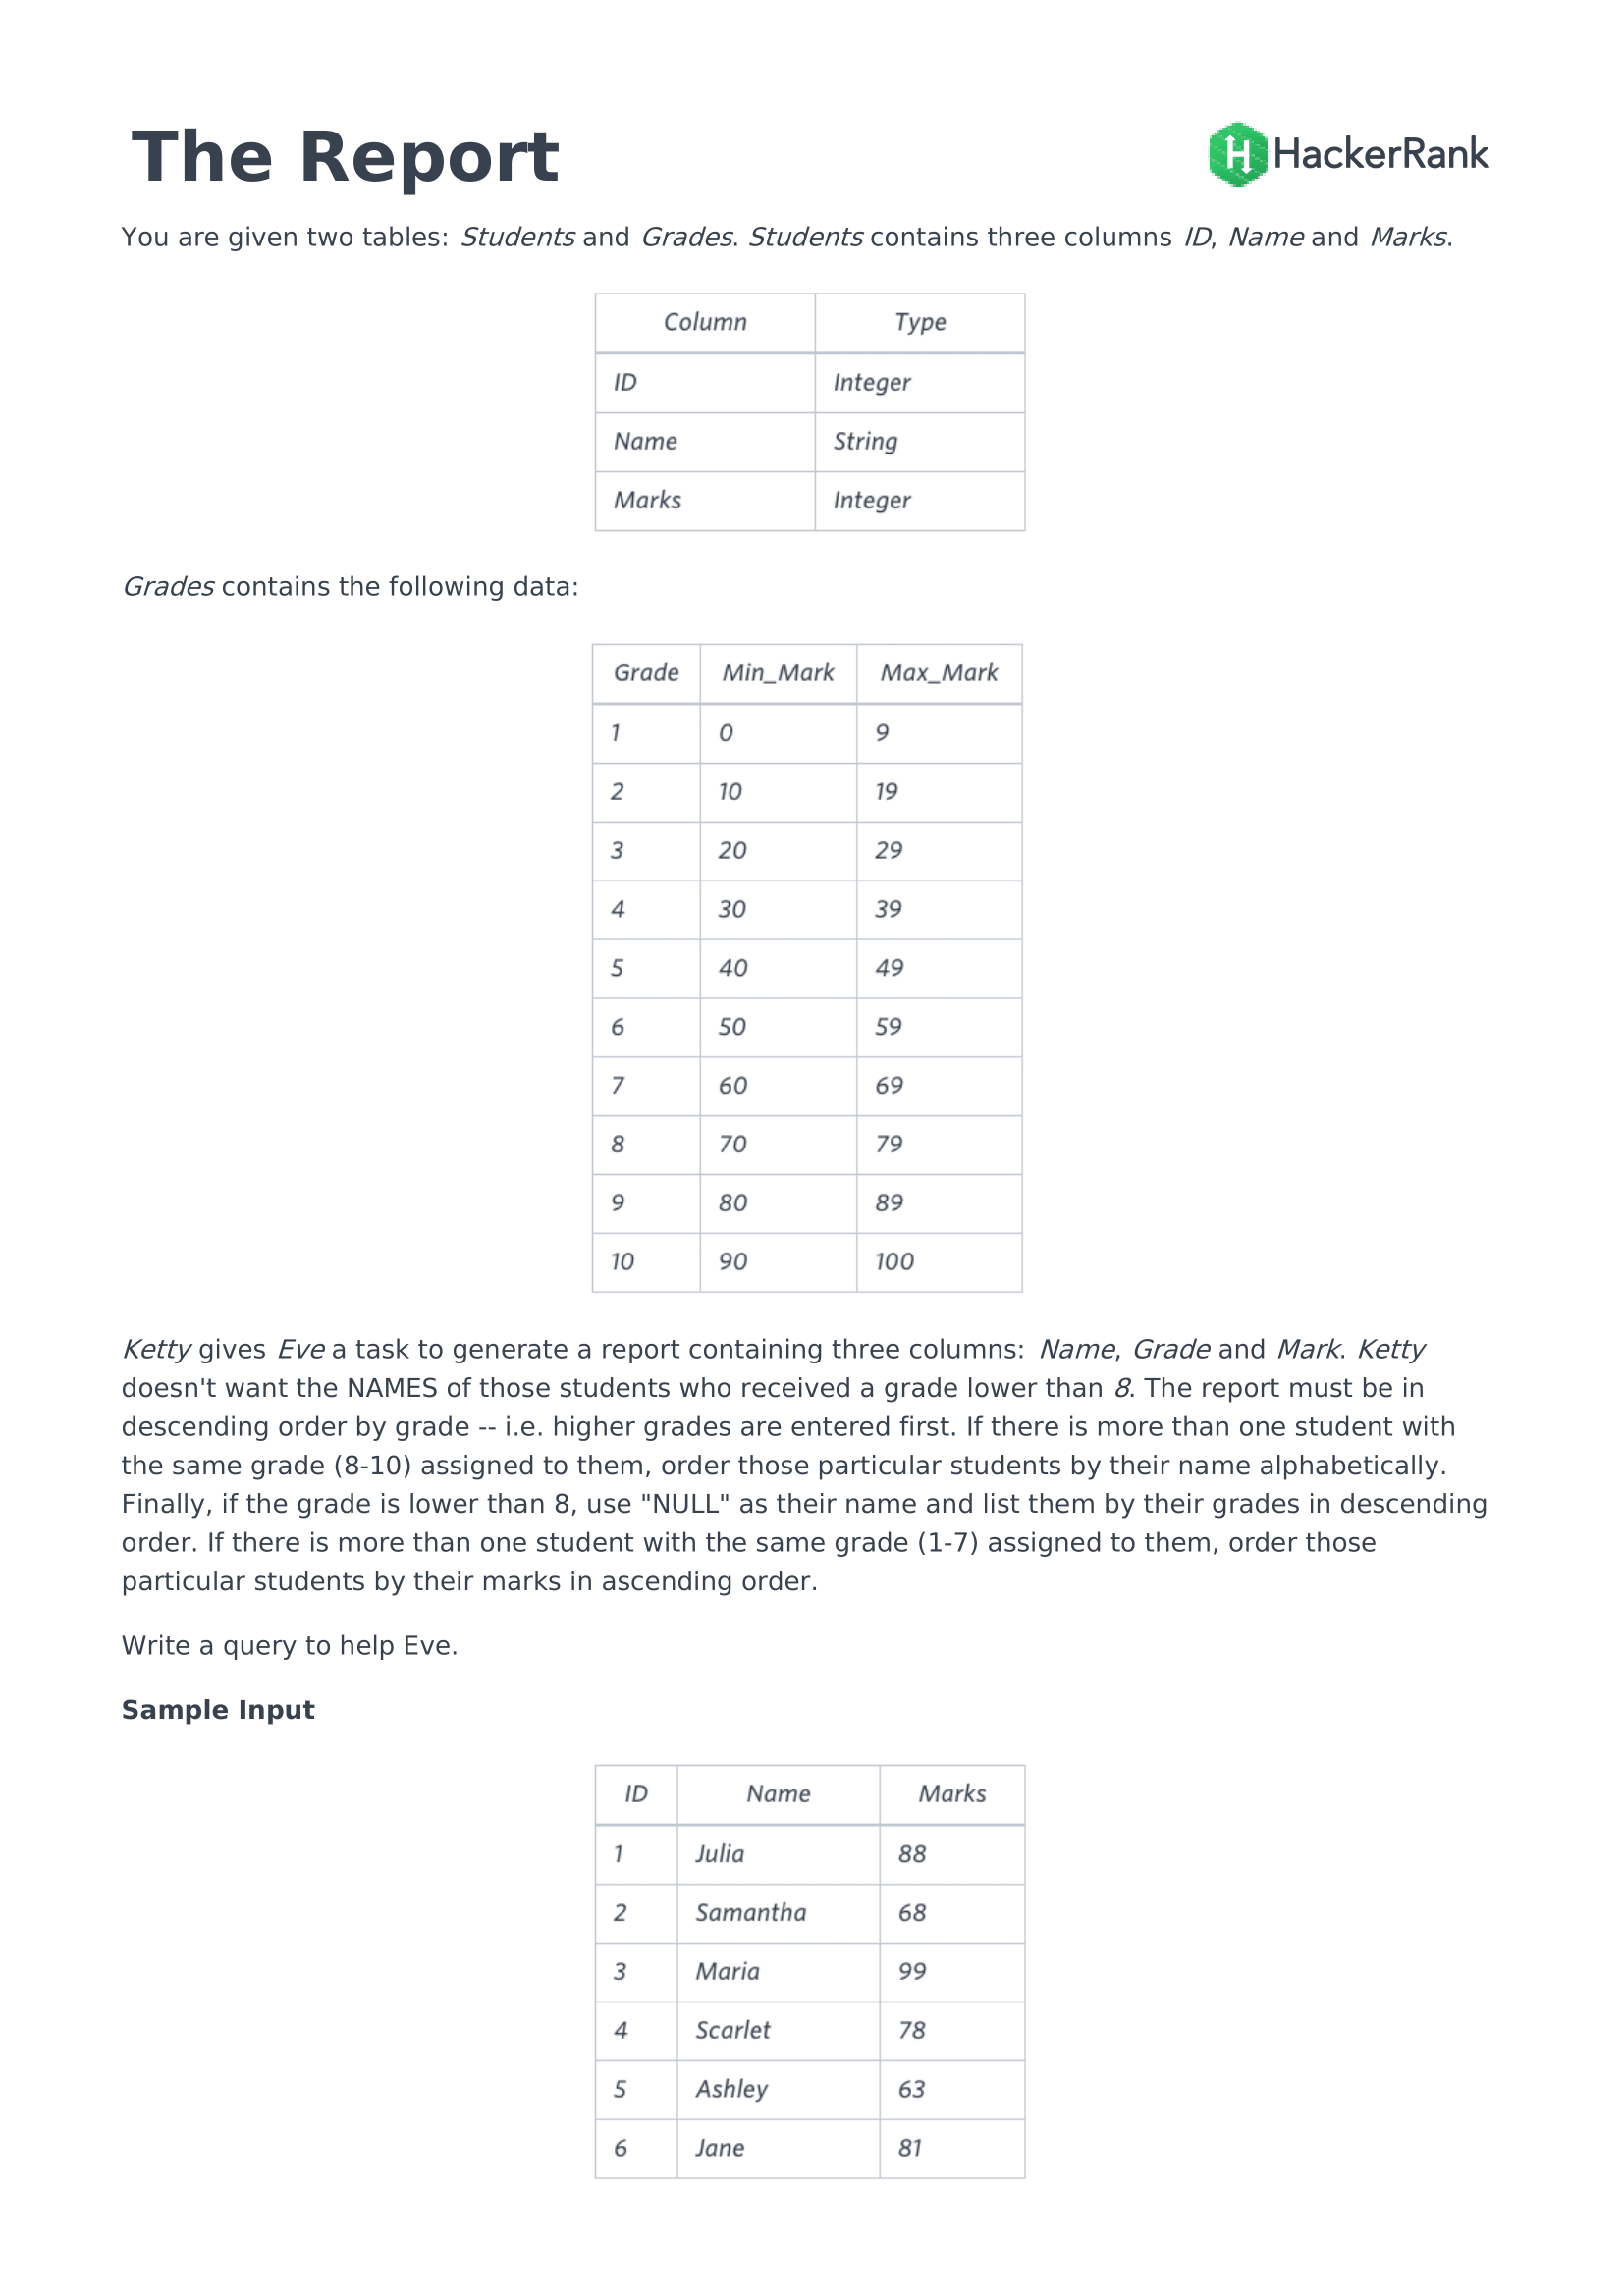 The Report
HackerRank
You are given two tables: Students and Grades. Students contains three columns ID, Name and Marks.
Column Type
ID Integer
Name String
Marks Integer
Grades contains the following data:
Grade Min_Mark Max_Mark
1 0 9
2 10 19
3 20 29
4 30 39
5 40 49
6 50 59
7 60 69
8 70 79
9 80 89
10 90 100
Ketty gives Eve a task to generate a report containing three columns: Name, Grade and Mark. Ketty
doesn't want the NAMES of those students who received a grade lower than 8. The report must be in
descending order by grade -- i.e. higher grades are entered first. If there is more than one student with
the same grade (8-10) assigned to them, order those particular students by their name alphabetically.
Finally, if the grade is lower than 8, use "NULL" as their name and list them by their grades in descending
order. If there is more than one student with the same grade (1-7) assigned to them, order those
particular students by their marks in ascending order.
Write a query to help Eve.
Sample Input
ID Name Marks
1 Julia 88
2 Samantha 68
3 Maria 99
4 Scarlet 78
5 Ashley 63
6 Jane 81